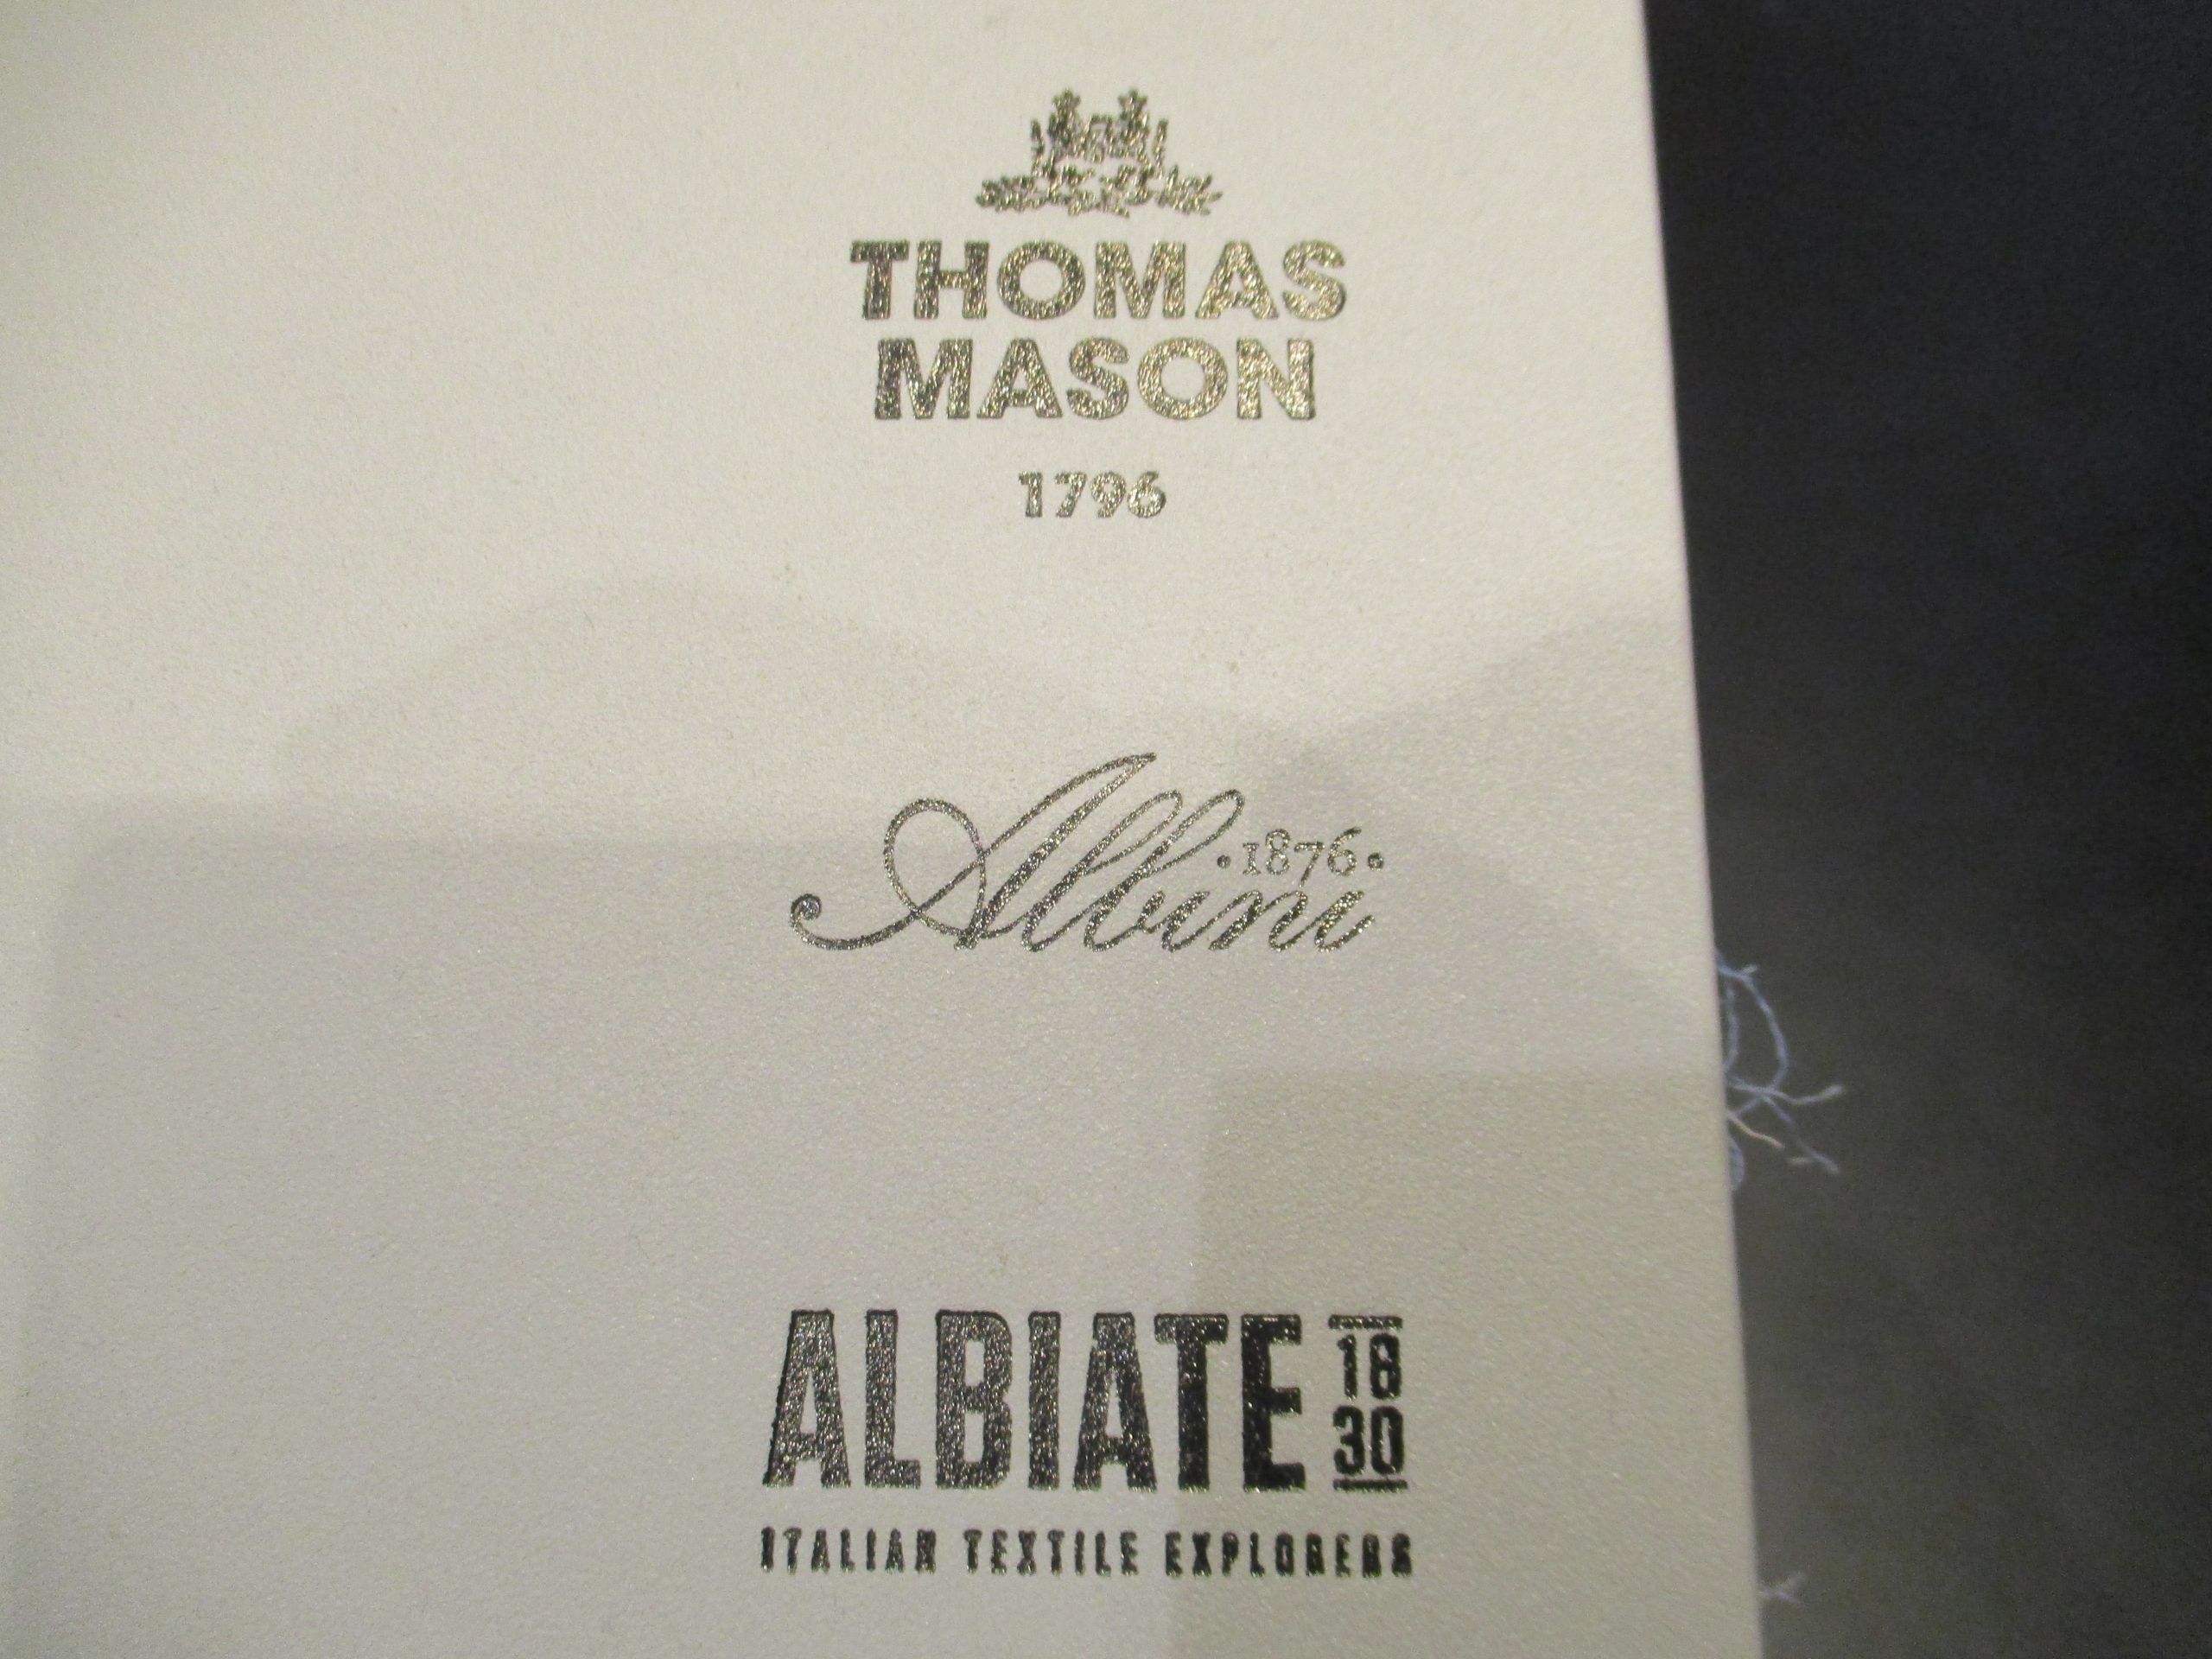 THOMAS
MASON
1796
Albini
·1876·
ALBIATE
18
30
ITALIAN TEXTILE EXPLORERS